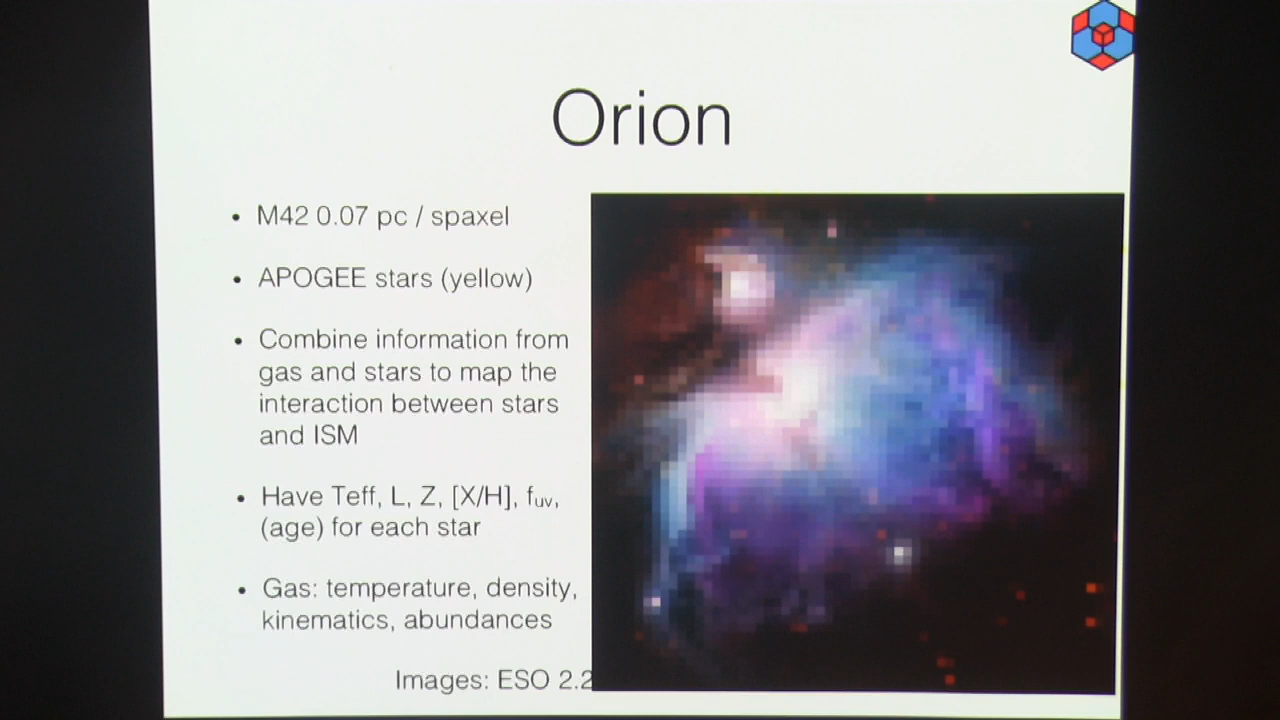 Orion
• M42 0.07 pc / spaxel
• APOGEE stars (yellow)
• Combine information from
gas and stars to map the
interaction between stars
and ISM
• Have Teff, L, Z, [X/H], fuv,
(age) for each star
• Gas: temperature, density,
kinematics, abundances
Images: ESO 2.2